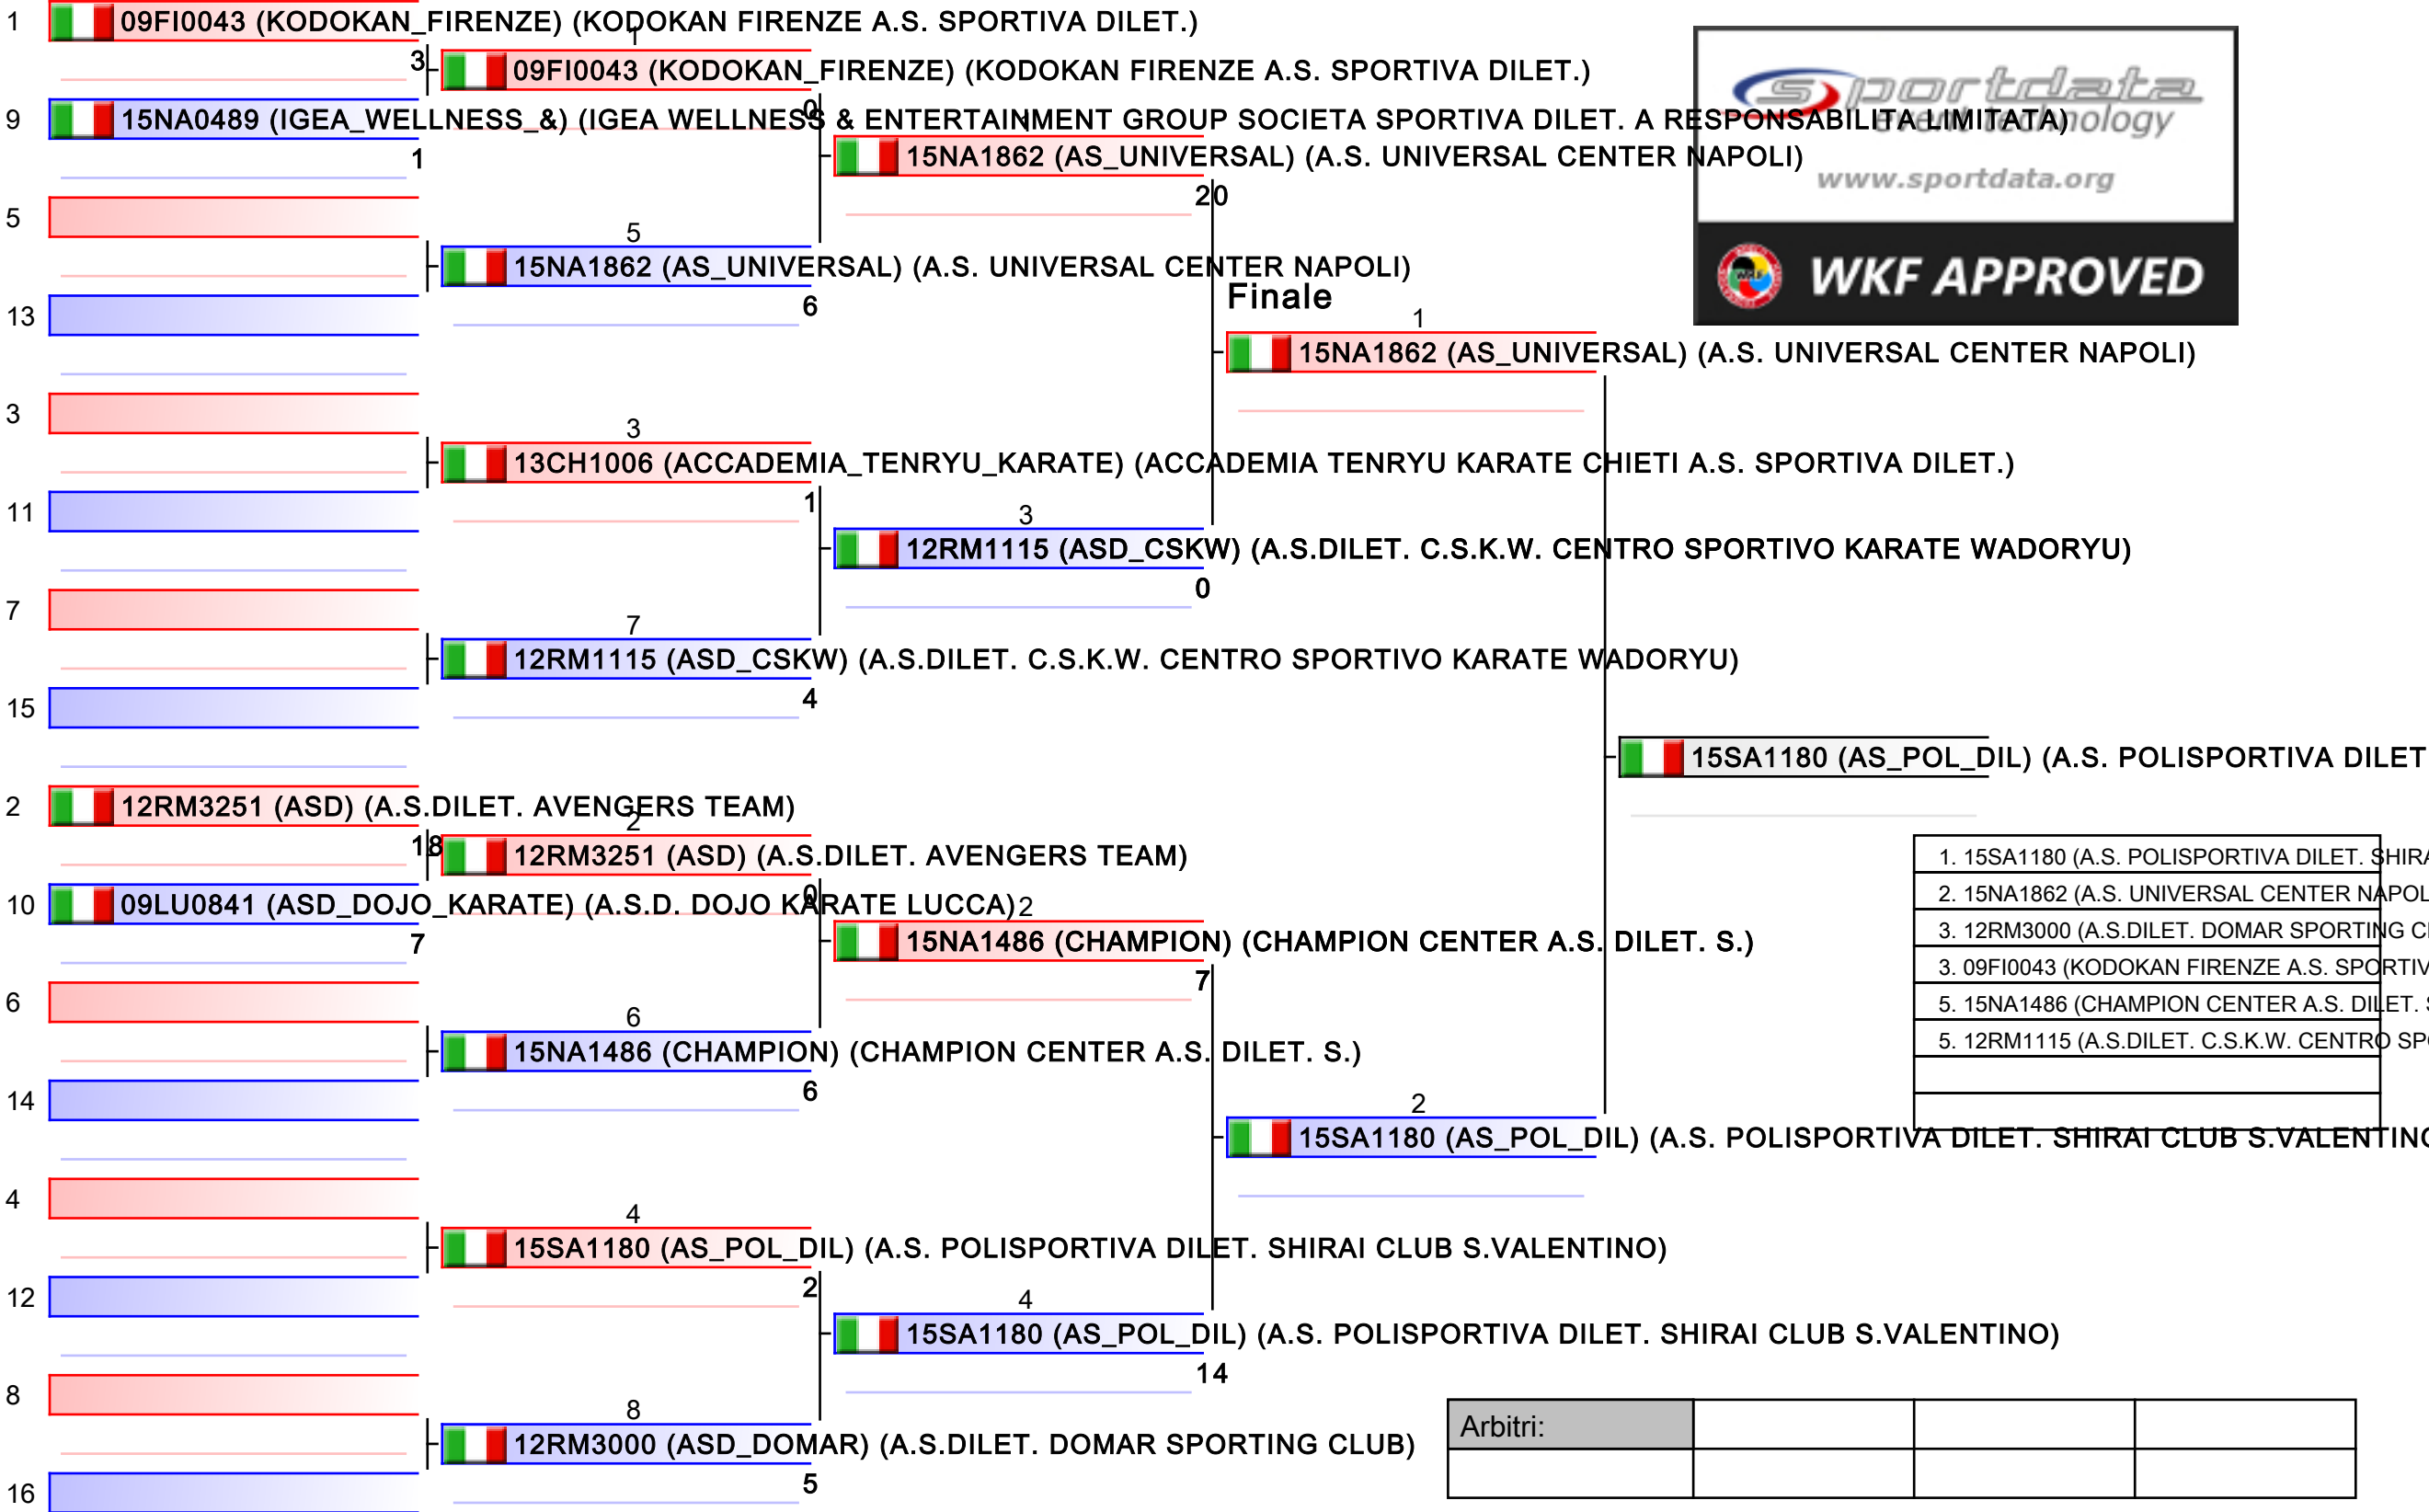 1 09FI0043 (KODOKAN_FIRENZE) (KODOKAN FIRENZE A.S. SPORTIVA DILET.)
1
3
09FI0043 (KODOKAN_FIRENZE) (KODOKAN FIRENZE A.S. SPORTIVA DILET.)
0
sportdata
event technology
www.sportdata.org
WKF APPROVED
9 15NA0489 (IGEA_WELLNESS_&) (IGEA WELLNESS & ENTERTAINMENT GROUP SOCIETA SPORTIVA DILET. A RESPONSABILITA LIMITATA)
1
1
15NA1862 (AS_UNIVERSAL) (A.S. UNIVERSAL CENTER NAPOLI)
20
5
5
15NA1862 (AS_UNIVERSAL) (A.S. UNIVERSAL CENTER NAPOLI)
6
Finale
13
1
15NA1862 (AS_UNIVERSAL) (A.S. UNIVERSAL CENTER NAPOLI)
3
3
13CH1006 (ACCADEMIA_TENRYU_KARATE) (ACCADEMIA TENRYU KARATE CHIETI A.S. SPORTIVA DILET.)
1
11
3
12RM1115 (ASD_CSKW) (A.S.DILET. C.S.K.W. CENTRO SPORTIVO KARATE WADORYU)
0
7
7
12RM1115 (ASD_CSKW) (A.S.DILET. C.S.K.W. CENTRO SPORTIVO KARATE WADORYU)
4
15
15SA1180 (AS_POL_DIL) (A.S. POLISPORTIVA DILET
2 12RM3251 (ASD) (A.S.DILET. AVENGERS TEAM)
2
18
12RM3251 (ASD) (A.S.DILET. AVENGERS TEAM)
0
10 09LU0841 (ASD_DOJO_KARATE) (A.S.D. DOJO KARATE LUCCA)
7
2
15NA1486 (CHAMPION) (CHAMPION CENTER A.S. DILET. S.)
7
1. 15SA1180 (A.S. POLISPORTIVA DILET. SHIRA
2. 15NA1862 (A.S. UNIVERSAL CENTER NAPOL
3. 12RM3000 (A.S.DILET. DOMAR SPORTING C
3. 09FI0043 (KODOKAN FIRENZE A.S. SPORTIV
5. 15NA1486 (CHAMPION CENTER A.S. DILET. S
5. 12RM1115 (A.S.DILET. C.S.K.W. CENTRO SP
6
6
15NA1486 (CHAMPION) (CHAMPION CENTER A.S. DILET. S.)
6
14
2
15SA1180 (AS_POL_DIL) (A.S. POLISPORTIVA DILET. SHIRAI CLUB S.VALENTINO
4
4
15SA1180 (AS_POL_DIL) (A.S. POLISPORTIVA DILET. SHIRAI CLUB S.VALENTINO)
2
12
4
15SA1180 (AS_POL_DIL) (A.S. POLISPORTIVA DILET. SHIRAI CLUB S.VALENTINO)
14
8
8
12RM3000 (ASD_DOMAR) (A.S.DILET. DOMAR SPORTING CLUB)
5
16
Arbitri: